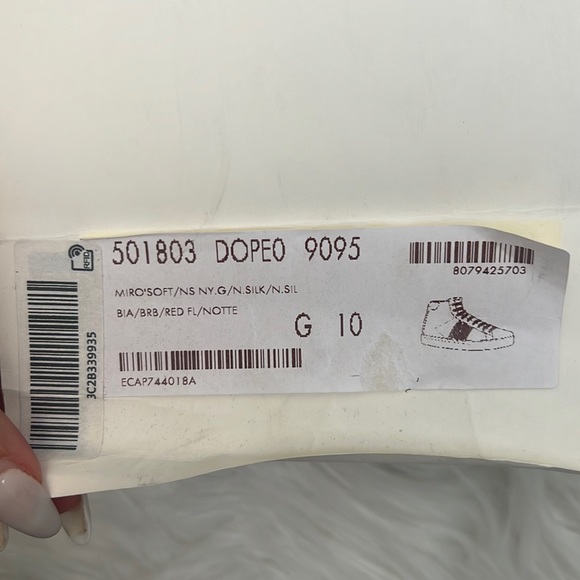 501803 DOPE0 9095
8079425703
MIRO'SOFT/NS NY.G/N.SILK/N.SIL
BIA/BRB/RED FL/NOTTE
G 10
ECAP744018A
3C2B339935
RFID